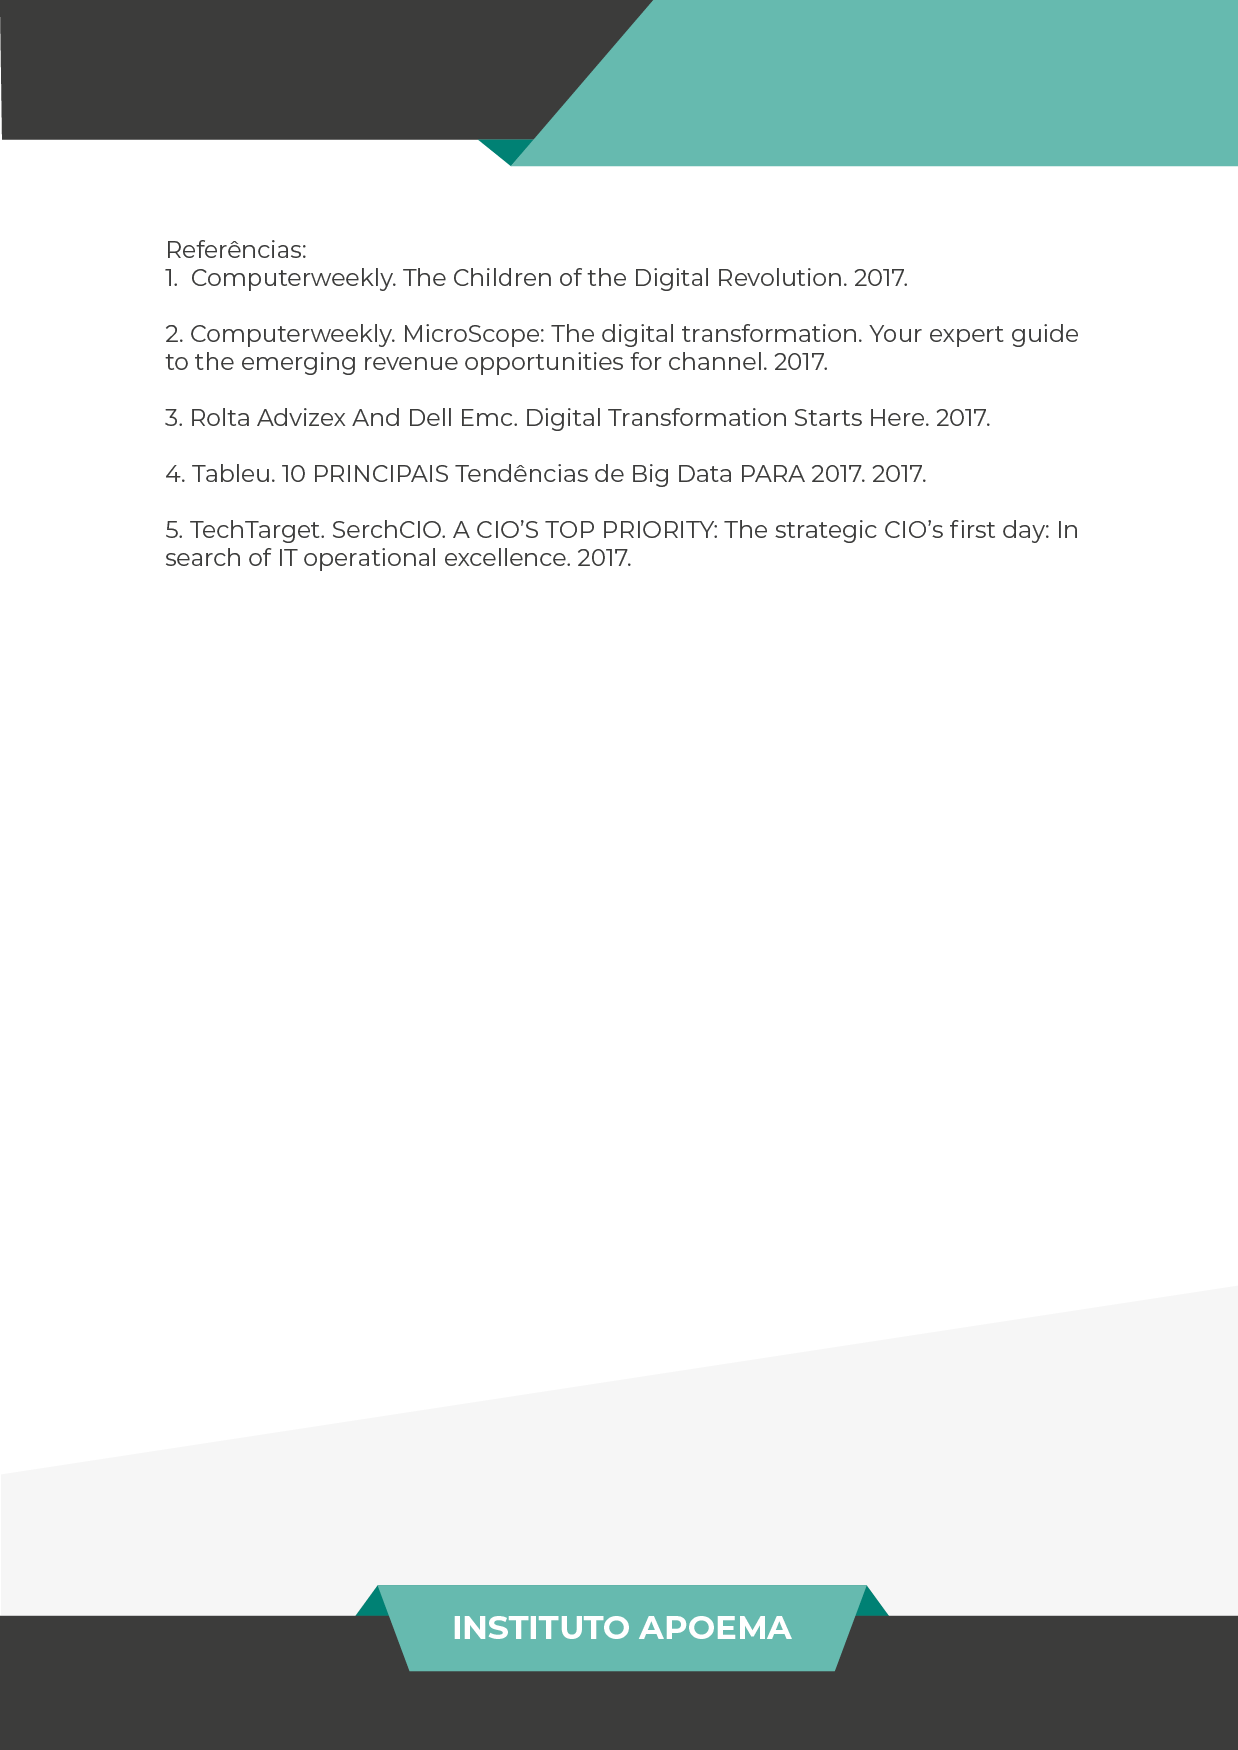 Referências:
1.  Computerweekly. The Children of the Digital Revolution. 2017.
2. Computerweekly. MicroScope: The digital transformation. Your expert guide
to the emerging revenue opportunities for channel. 2017.
3. Rolta Advizex And Dell Emc. Digital Transformation Starts Here. 2017.
4. Tableu. 10 PRINCIPAIS Tendências de Big Data PARA 2017. 2017.
5. TechTarget. SerchCIO. A CIO’S TOP PRIORITY: The strategic CIO’s first day: In
search of IT operational excellence. 2017.
INSTITUTO APOEMA